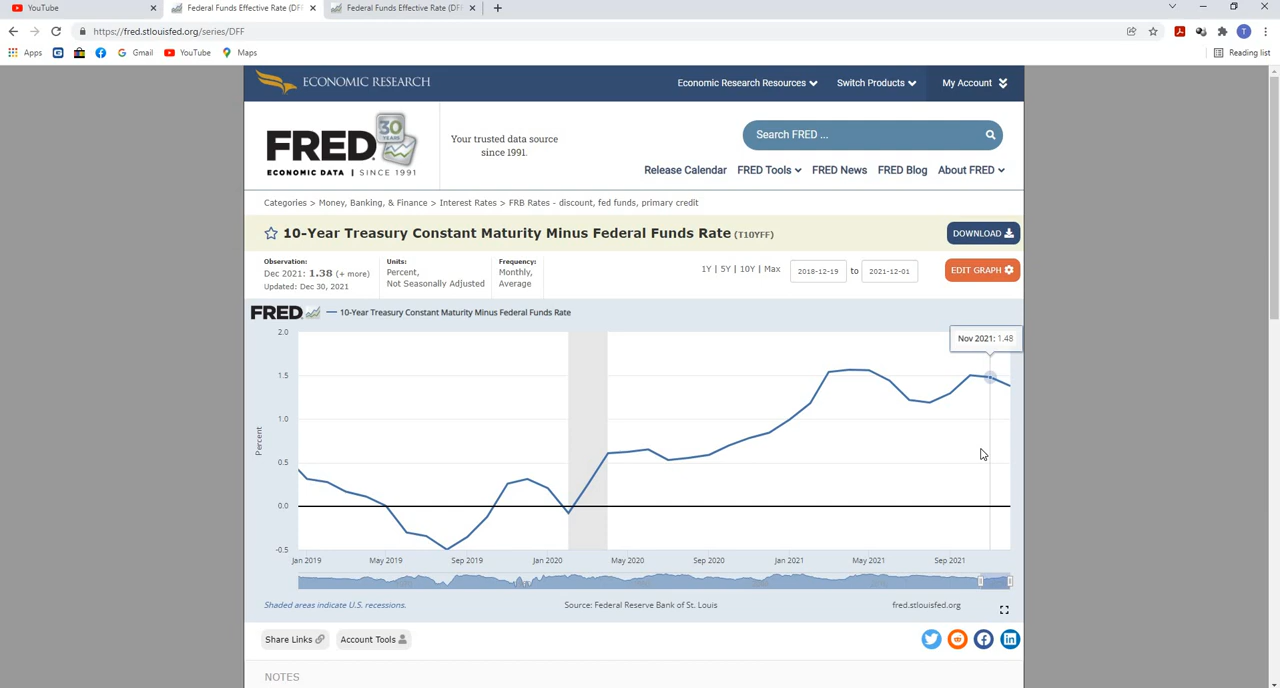 YouTube
Federal Funds Effective Rate (DFF
Federal Funds Effective Rate (DFF
https://fred.stlouisfed.org/series/DFF
T
Apps
Gmail
YouTube
Maps
Reading list
ECONOMIC RESEARCH
Economic Research Resources
Switch Products
My Account
FRED
30
YEARS
ECONOMIC DATA | SINCE 1991
Your trusted data source
since 1991.
Search FRED ...
Release Calendar
FRED Tools
FRED News
FRED Blog
About FRED
Categories > Money, Banking, & Finance > Interest Rates > FRB Rates - discount, fed funds, primary credit
10-Year Treasury Constant Maturity Minus Federal Funds Rate (T10YFF)
DOWNLOAD
Observation:
Dec 2021: 1.38 (+ more)
Updated: Dec 30, 2021
Units:
Percent,
Not Seasonally Adjusted
Frequency:
Monthly,
Average
1Y | 5Y | 10Y | Max
2018-12-19 to 2021-12-01
EDIT GRAPH
FRED
10-Year Treasury Constant Maturity Minus Federal Funds Rate
Nov 2021: 1.48
2.0
1.5
1.0
0.5
0.0
-0.5
Percent
Jan 2019
May 2019
Sep 2019
Jan 2020
May 2020
Sep 2020
Jan 2021
May 2021
Sep 2021
Shaded areas indicate U.S. recessions.
Source: Federal Reserve Bank of St. Louis
fred.stlouisfed.org
Share Links
Account Tools
NOTES